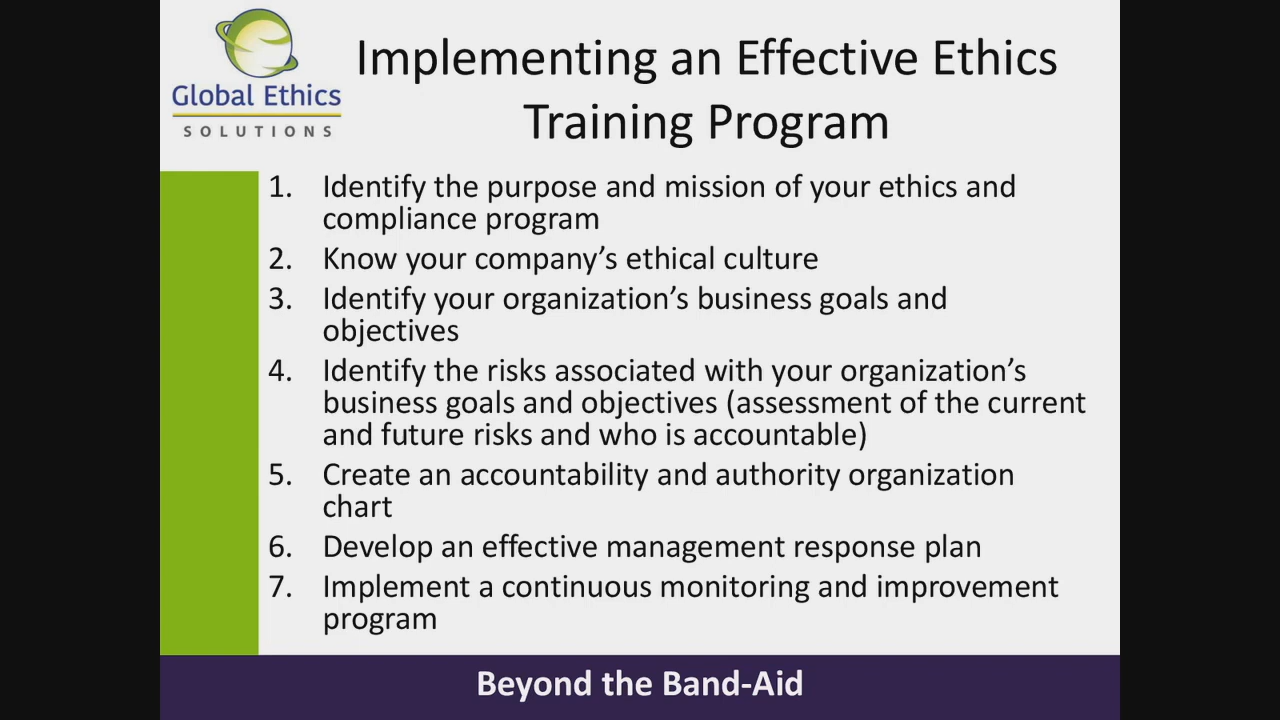 Global Ethics
SOLUTIONS
Implementing an Effective Ethics
Training Program
1. Identify the purpose and mission of your ethics and
compliance program
2. Know your company’s ethical culture
3. Identify your organization’s business goals and
objectives
4. Identify the risks associated with your organization’s
business goals and objectives (assessment of the current
and future risks and who is accountable)
5. Create an accountability and authority organization
chart
6. Develop an effective management response plan
7. Implement a continuous monitoring and improvement
program
Beyond the Band-Aid